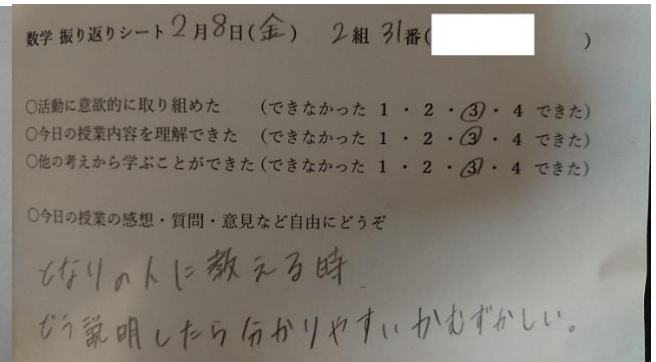 数学 振り返りシート 2月8日(金) 2組 31番( )
○活動に意欲的に取り組めた (できなかった 1 ・ 2 ・ 3 ・ 4 できた)
○今日の授業内容を理解できた (できなかった 1 ・ 2 ・ 3 ・ 4 できた)
○他の考えから学ぶことができた (できなかった 1 ・ 2 ・ 3 ・ 4 できた)
○今日の授業の感想・質問・意見など自由にどうぞ
となりの人に教える時
どう説明したら分かりやすいかむずかしい。